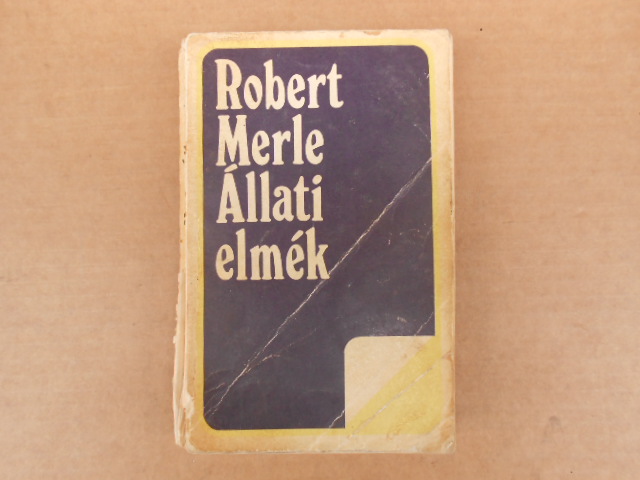 Robert
Merle
Állati
elmék